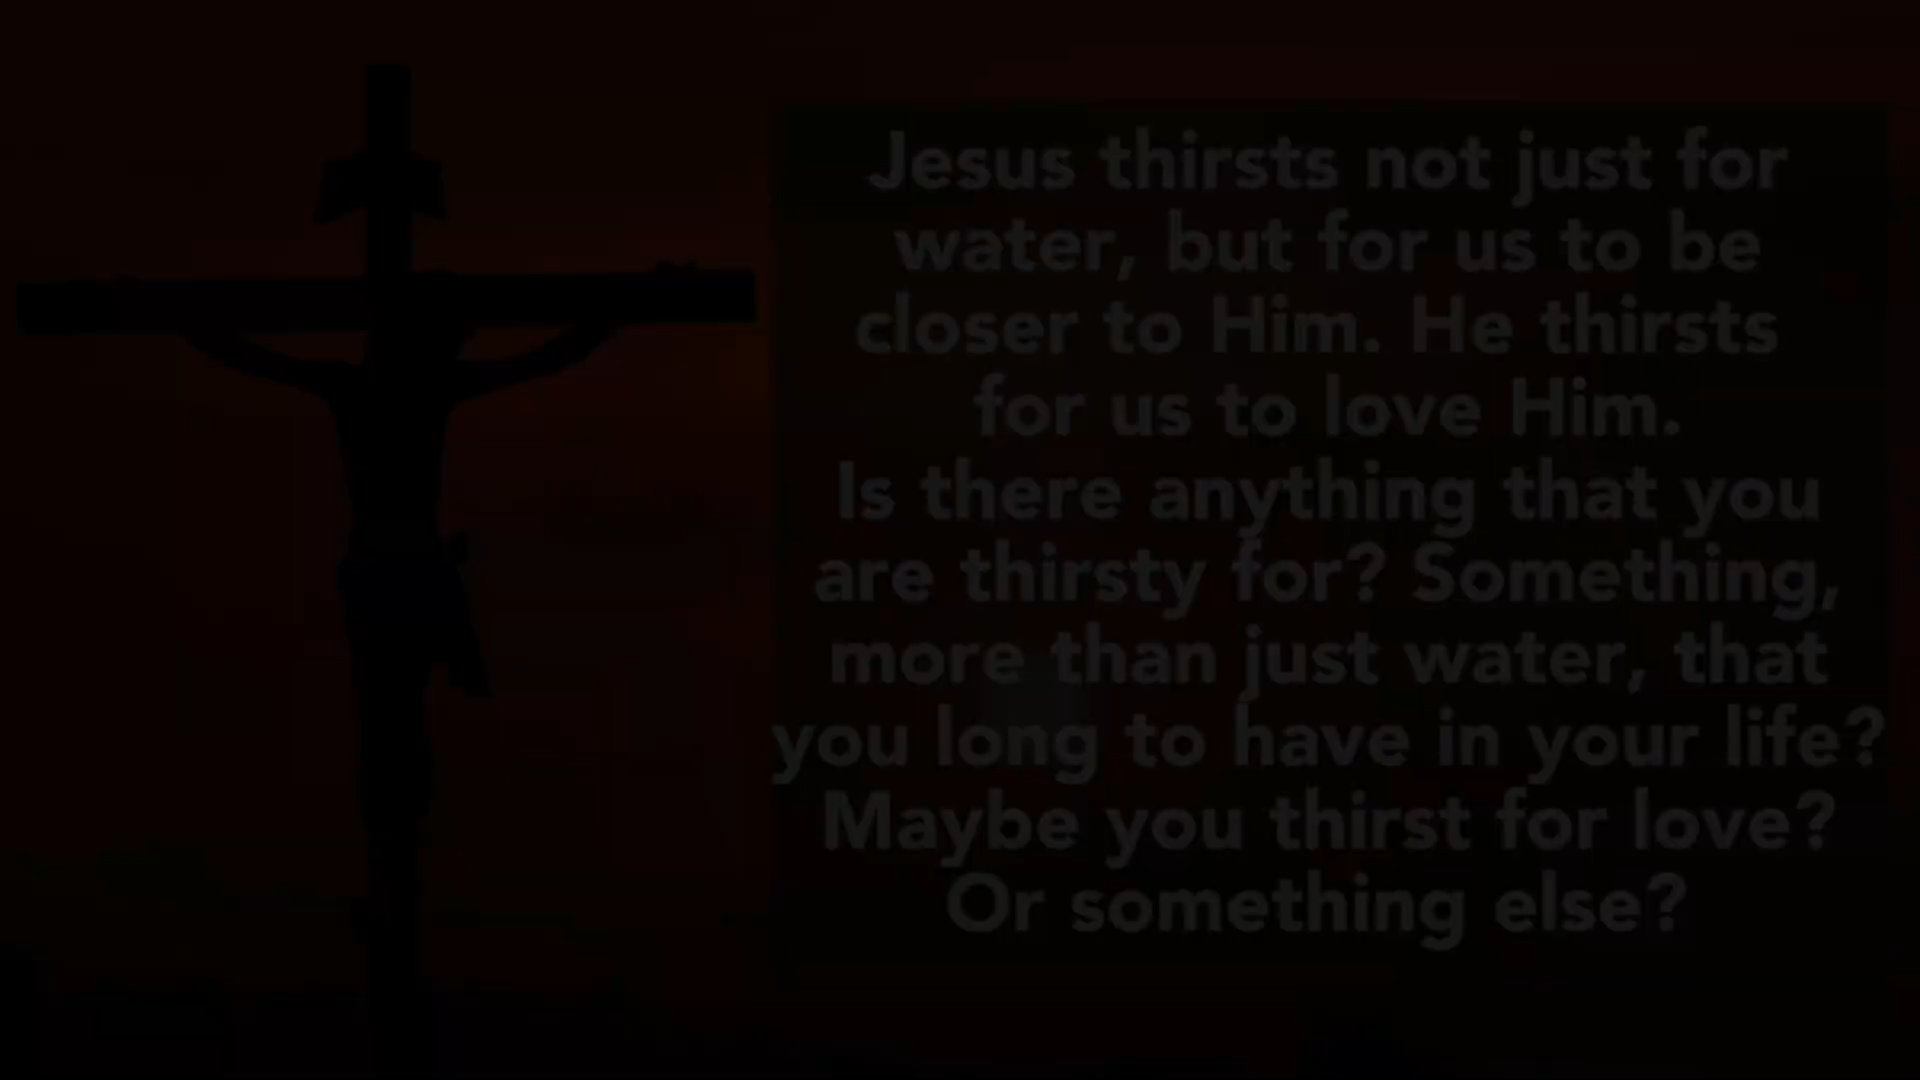 Jesus thirsts not just for
water, but for us to be
closer to Him. He thirsts
for us to love Him.
Is there anything that you
are thirsty for? Something,
more than just water, that
you long to have in your life?
Maybe you thirst for love?
Or something else?